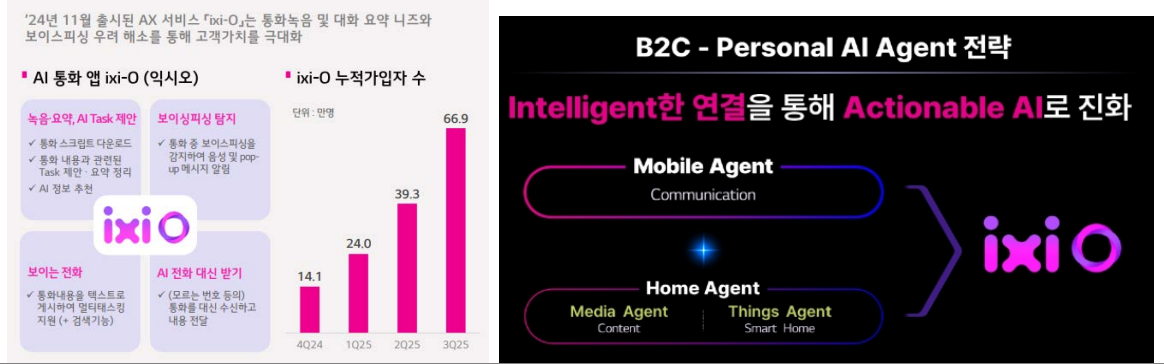 '24년 11월 출시된 AX 서비스 「ixi-O」는 통화녹음 및 대화 요약 니즈와
보이스피싱 우려 해소를 통해 고객가치를 극대화
AI 통화 앱 ixi-O (익시오)
녹음·요약, AI Task 제안
✓ 통화 스크립트 다운로드
✓ 통화 내용과 관련된
Task 제안 · 요약 정리
✓ AI 정보 추천
보이싱피싱 탐지
✓ 통화 중 보이스피싱을
감지하여 음성 및 pop-
up 메시지 알림
ixi O
보이는 전화
✓ 통화내용을 텍스트로
게시하여 멀티태스킹
지원 (+ 검색기능)
AI 전화 대신 받기
✓ (모르는 번호 등의)
통화를 대신 수신하고
내용 전달
ixi-O 누적가입자 수
단위 : 만명
14.1
24.0
39.3
66.9
4Q24 1Q25 2Q25 3Q25
B2C - Personal AI Agent 전략
Intelligent한 연결을 통해 Actionable AI로 진화
Mobile Agent
Communication
Home Agent
Media Agent
Content
Things Agent
Smart Home
ixi O